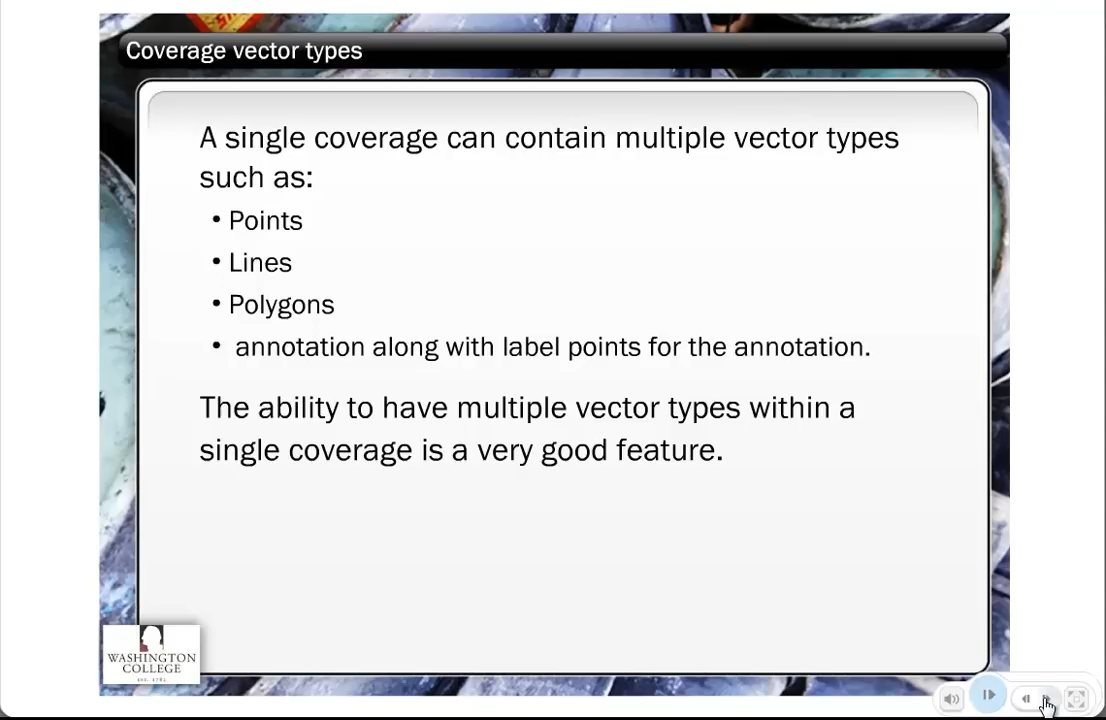 Coverage vector types
A single coverage can contain multiple vector types
such as:
• Points
• Lines
• Polygons
• annotation along with label points for the annotation.
The ability to have multiple vector types within a
single coverage is a very good feature.
WASHINGTON
COLLEGE
EST. 1782